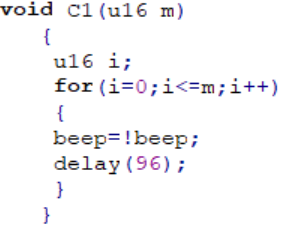 void C1(u16 m)
{
u16 i;
for(i=0;i<=m;i++)
{
beep=!beep;
delay(96);
}
}